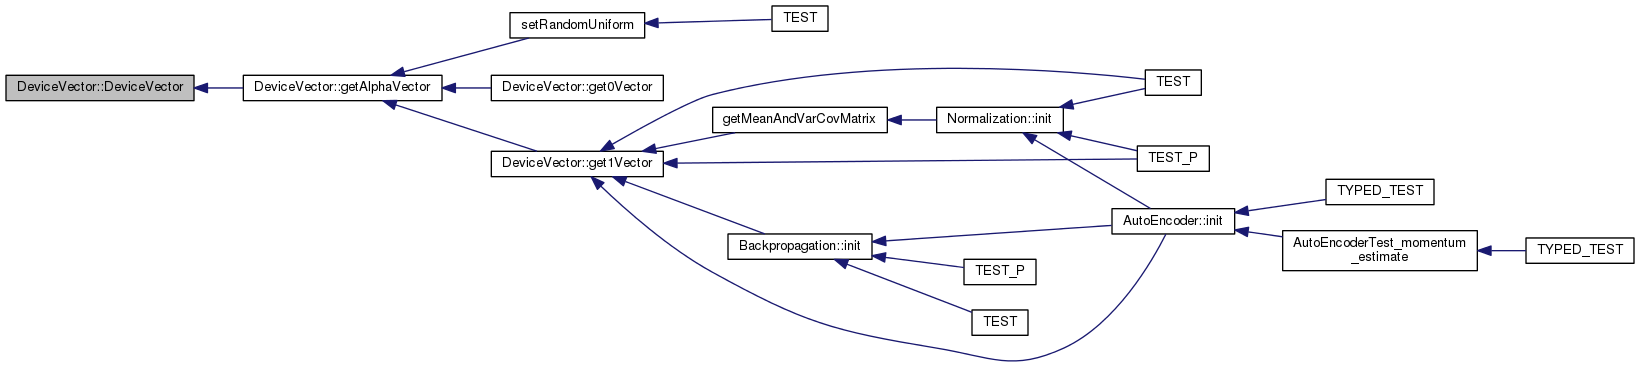 setRandomUniform
TEST
DeviceVector::DeviceVector
DeviceVector::getAlphaVector
DeviceVector::get0Vector
TEST
getMeanAndVarCovMatrix
Normalization::init
DeviceVector::get1Vector
TEST_P
AutoEncoder::init
TYPED_TEST
Backpropagation::init
AutoEncoderTest_momentum
_estimate
TYPED_TEST
TEST_P
TEST